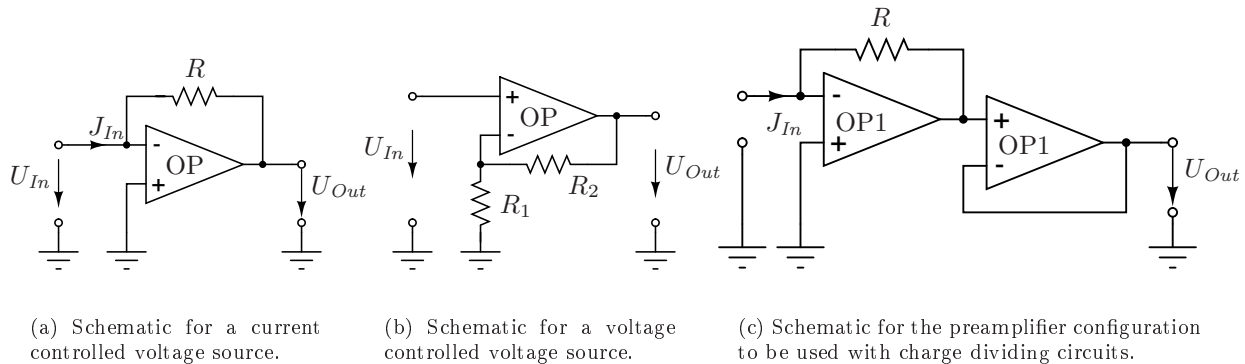 R
J_In
-
OP
+
U_In
U_Out
+
OP
-
U_In
R_2
R_1
U_Out
R
-
J_In
OP1
+
+
OP1
-
U_Out
(a) Schematic for a current
controlled voltage source.
(b) Schematic for a voltage
controlled voltage source.
(c) Schematic for the preamplifier configuration
to be used with charge dividing circuits.